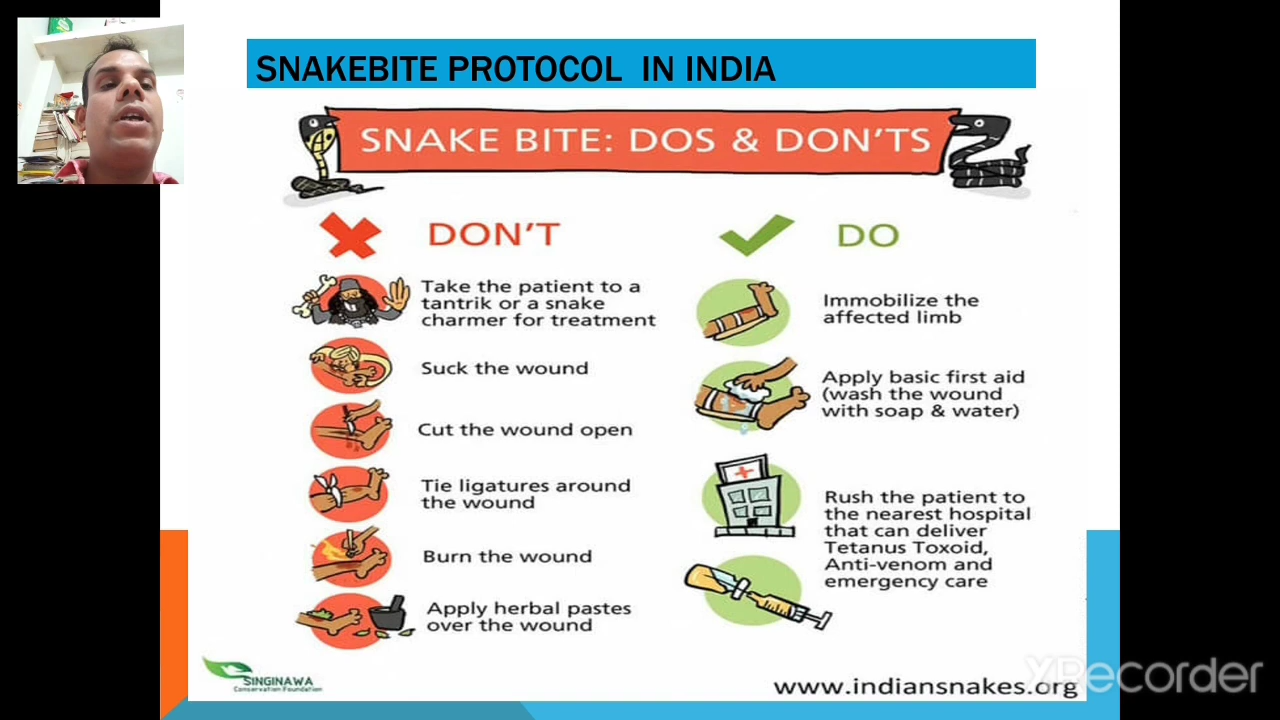 SNAKEBITE PROTOCOL IN INDIA
SNAKE BITE: DOS & DON'TS
DON'T
Take the patient to a
tantrik or a snake
charmer for treatment
Suck the wound
Cut the wound open
Tie ligatures around
the wound
Burn the wound
Apply herbal pastes
over the wound
DO
Immobilize the
affected limb
Apply basic first aid
(wash the wound
with soap & water)
Rush the patient to
the nearest hospital
that can deliver
Tetanus Toxoid,
Anti-venom and
emergency care
SINGINAWA
Conservation Foundation
www.indiansnakes.org
XRecorder